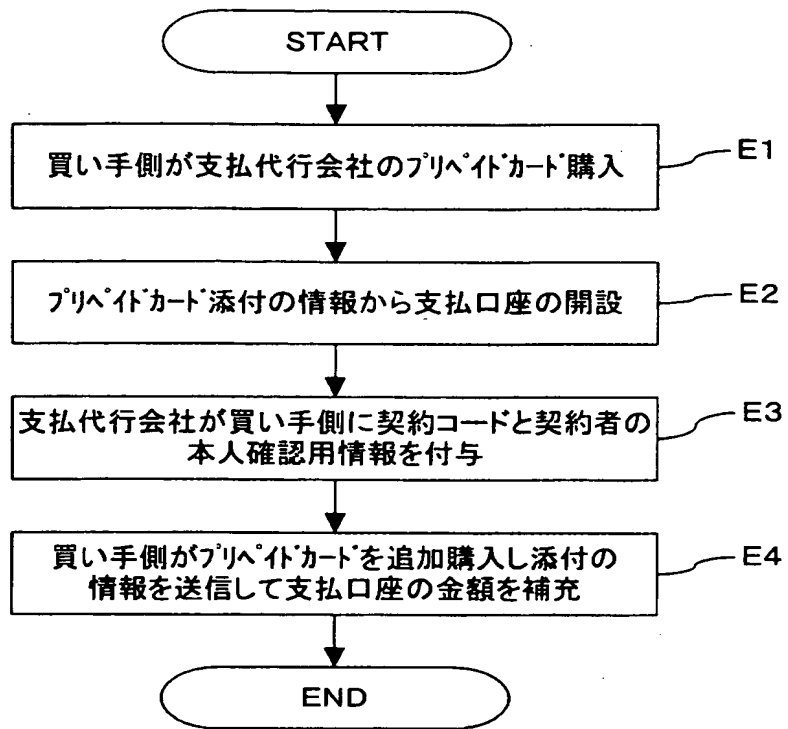 START
買い手側が支払代行会社のﾌﾟﾘﾍﾟｲﾄﾞｶｰﾄﾞ購入
E1
ﾌﾟﾘﾍﾟｲﾄﾞｶｰﾄﾞ添付の情報から支払口座の開設
E2
支払代行会社が買い手側に契約コードと契約者の
本人確認用情報を付与
E3
買い手側がﾌﾟﾘﾍﾟｲﾄﾞｶｰﾄﾞを追加購入し添付の
情報を送信して支払口座の金額を補充
E4
END